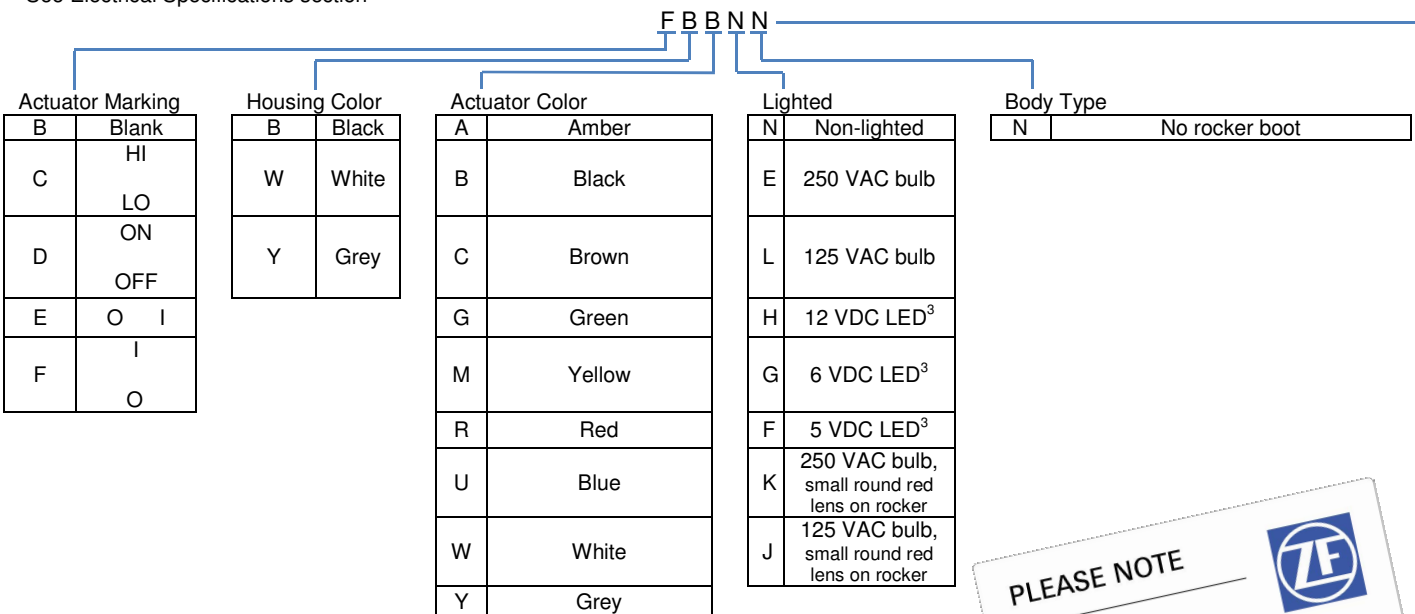 See Electrical Specifications section
F B B N N
Actuator Marking
B Blank
C HI
LO
D ON
OFF
E O I
F I
O
Housing Color
B Black
W White
Y Grey
Actuator Color
A Amber
B Black
C Brown
G Green
M Yellow
R Red
U Blue
W White
Y Grey
Lighted
N Non-lighted
E 250 VAC bulb
L 125 VAC bulb
H 12 VDC LED³
G 6 VDC LED³
F 5 VDC LED³
K 250 VAC bulb,
small round red
lens on rocker
J 125 VAC bulb,
small round red
lens on rocker
Body Type
N No rocker boot
PLEASE NOTE
ZF